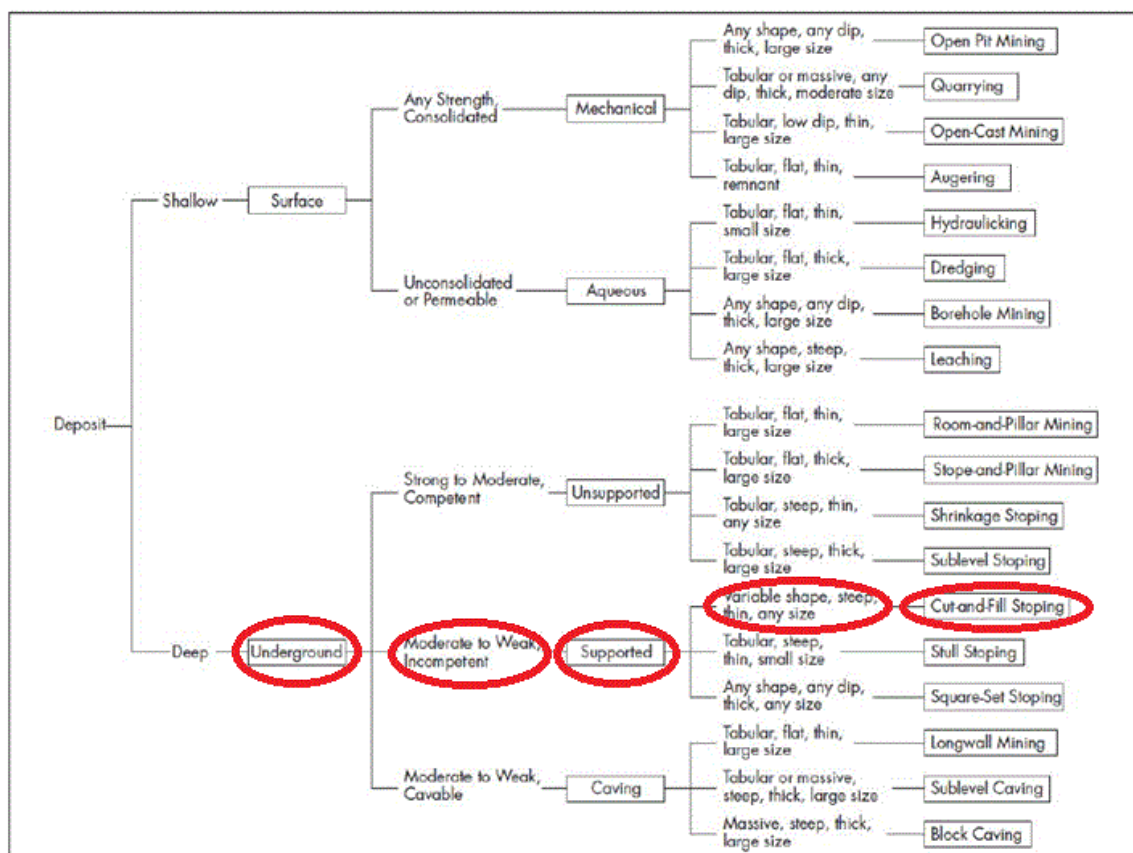 Any shape, any dip,
thick, large size
Open Pit Mining
Tabular or massive, any
dip, thick, moderate size
Quarrying
Any Strength,
Consolidated
Mechanical
Tabular, low dip, thin,
large size
Open-Cast Mining
Tabular, flat, thin,
remnant
Augering
Shallow
Surface
Tabular, flat, thin,
small size
Hydraulicking
Unconsolidated
or Permeable
Aqueous
Tabular, flat, thick,
large size
Dredging
Any shape, any dip,
thick, large size
Borehole Mining
Any shape, steep,
thick, large size
Leaching
Deposit
Tabular, flat, thin,
large size
Room-and-Pillar Mining
Strong to Moderate,
Competent
Unsupported
Tabular, flat, thick,
large size
Stope-and-Pillar Mining
Tabular, steep, thin,
any size
Shrinkage Stoping
Tabular, steep, thick,
large size
Sublevel Stoping
Deep
Underground
Moderate to Weak,
Incompetent
Supported
Variable shape, steep,
thin, any size
Cut-and-Fill Stoping
Tabular, steep,
thin, small size
Stull Stoping
Any shape, any dip,
thick, any size
Square-Set Stoping
Moderate to Weak,
Cavable
Caving
Tabular, flat, thin,
large size
Longwall Mining
Tabular or massive,
steep, thick, large size
Sublevel Caving
Massive, steep, thick,
large size
Block Caving